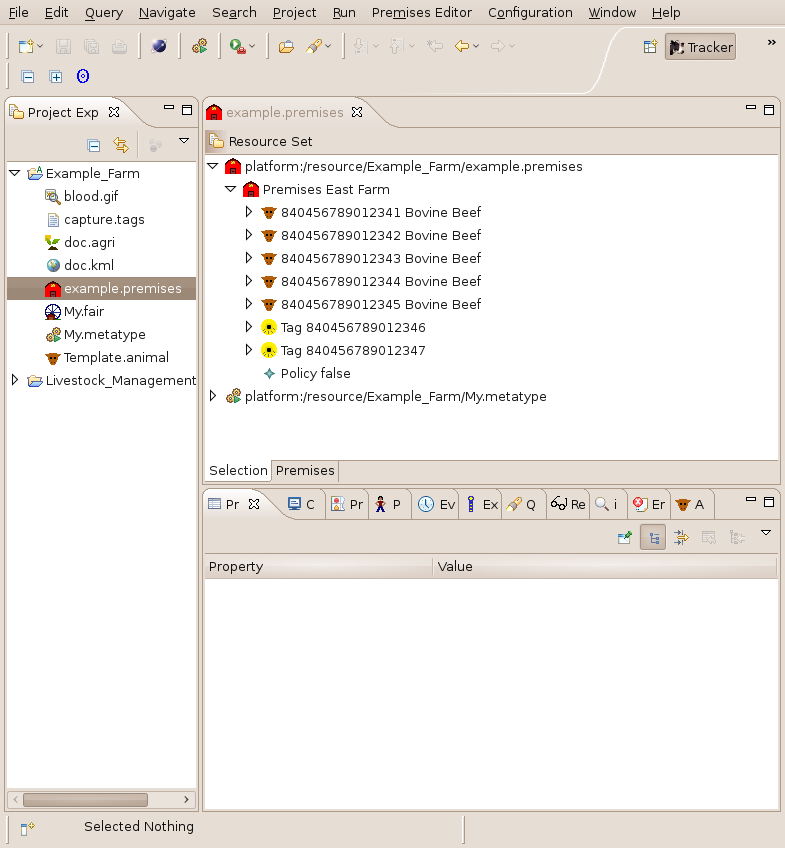 File Edit Query Navigate Search Project Run Premises Editor Configuration Window Help
Tracker »
Project Exp
example.premises
Resource Set
Example_Farm
blood.gif
capture.tags
doc.agri
doc.kml
example.premises
My.fair
My.metatype
Template.animal
Livestock_Management
platform:/resource/Example_Farm/example.premises
Premises East Farm
840456789012341 Bovine Beef
840456789012342 Bovine Beef
840456789012343 Bovine Beef
840456789012344 Bovine Beef
840456789012345 Bovine Beef
Tag 840456789012346
Tag 840456789012347
Policy false
platform:/resource/Example_Farm/My.metatype
Selection Premises
Pr C Pr P Ev Ex Q Re i Er A
Property Value
Selected Nothing